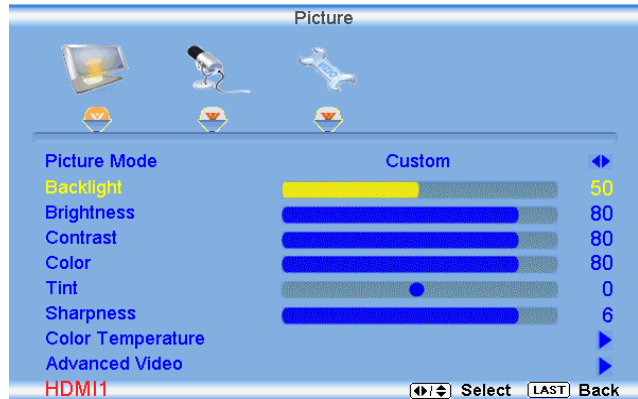 Picture
Picture Mode Custom
Backlight 50
Brightness 80
Contrast 80
Color 80
Tint 0
Sharpness 6
Color Temperature
Advanced Video
HDMI1 Select LAST Back